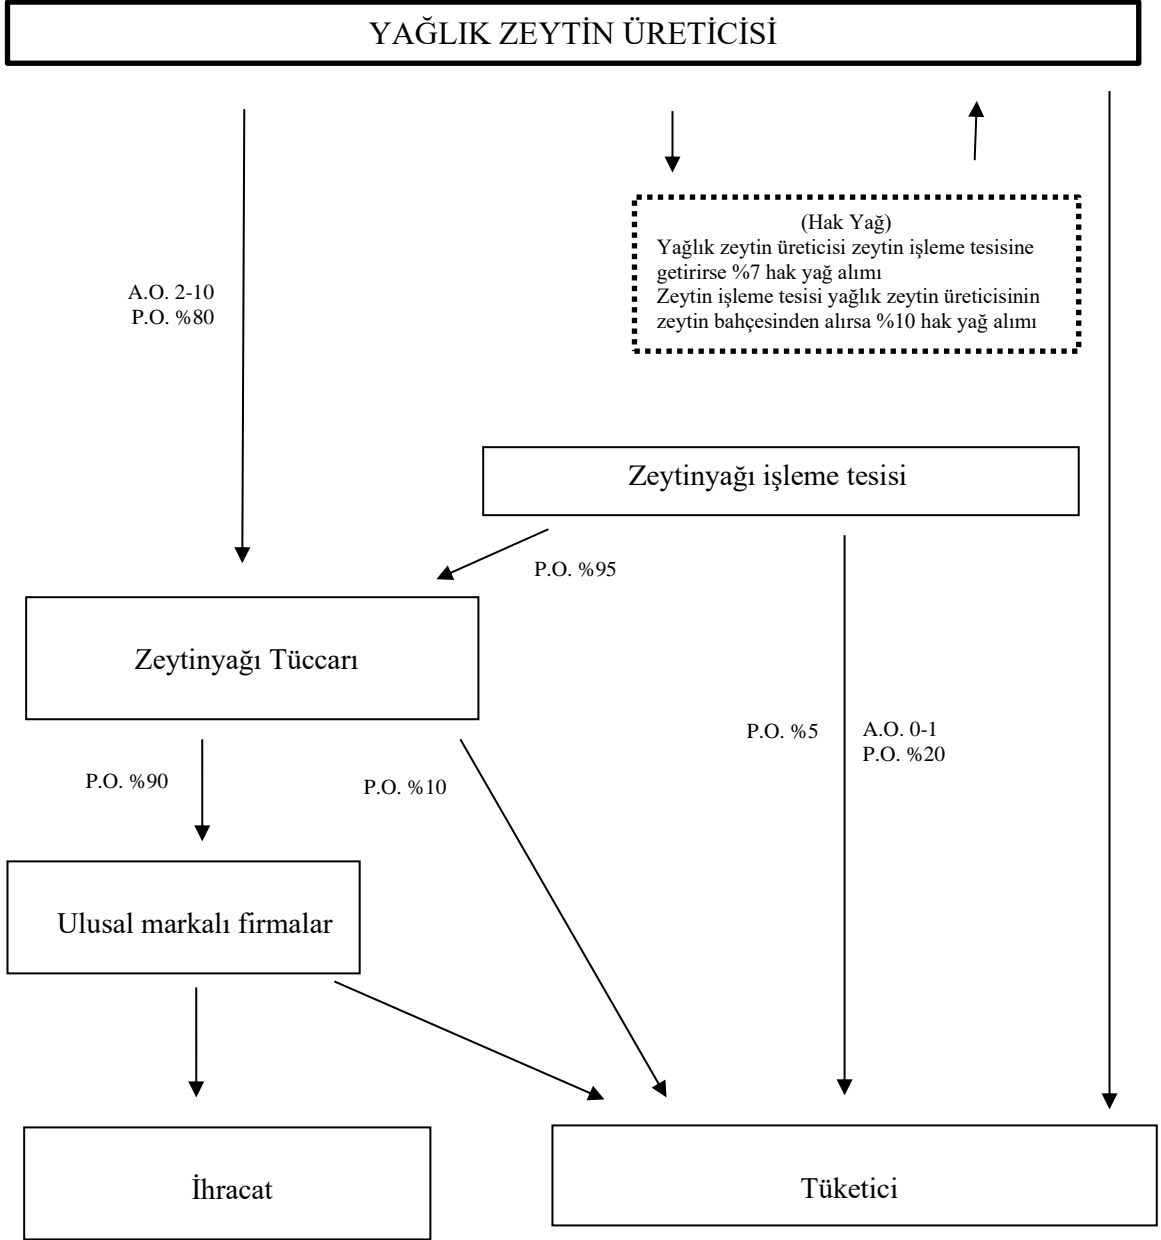 YAĞLIK ZEYTİN ÜRETİCİSİ
(Hak Yağ)
Yağlık zeytin üreticisi zeytin işleme tesisine
getirirse %7 hak yağ alımı
Zeytin işleme tesisi yağlık zeytin üreticisinin
zeytin bahçesinden alırsa %10 hak yağ alımı
A.O. 2-10
P.O. %80
Zeytinyağı işleme tesisi
P.O. %95
Zeytinyağı Tüccarı
P.O. %5
A.O. 0-1
P.O. %20
P.O. %90
P.O. %10
Ulusal markalı firmalar
İhracat
Tüketici